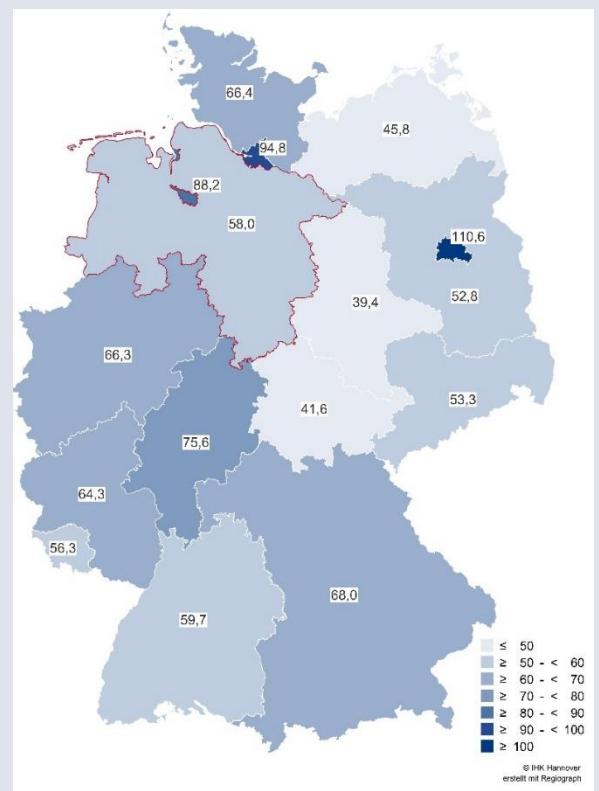 66,4
45,8
94,8
88,2
58,0
110,6
52,8
39,4
66,3
53,3
41,6
75,6
64,3
56,3
59,7
68,0
≤ 50
≥ 50 - < 60
≥ 60 - < 70
≥ 70 - < 80
≥ 80 - < 90
≥ 90 - < 100
≥ 100
© IHK Hannover
erstellt mit Regiograph